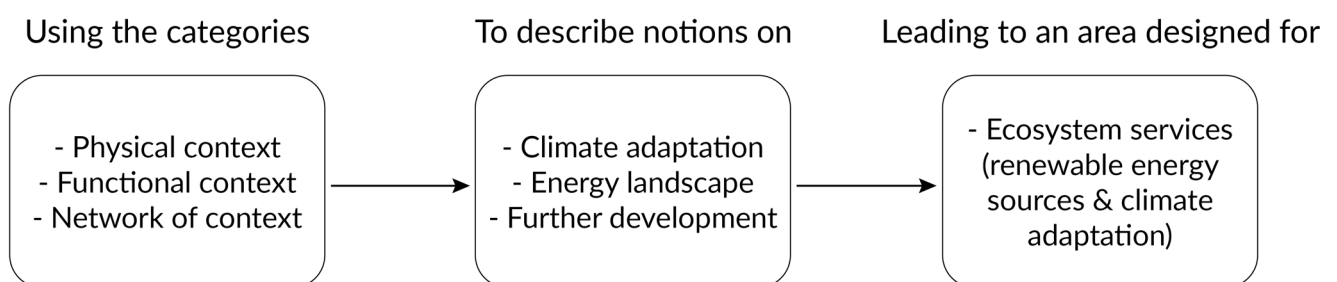 Using the categories
- Physical context
- Functional context
- Network of context
To describe notions on
- Climate adaptation
- Energy landscape
- Further development
Leading to an area designed for
- Ecosystem services
(renewable energy
sources & climate
adaptation)